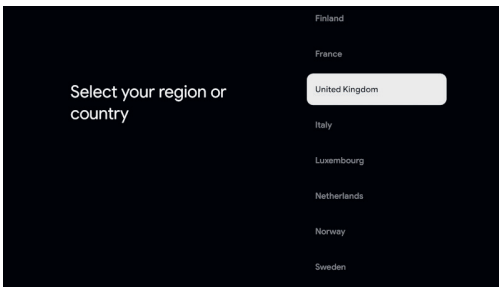 Select your region or
country
Finland
France
United Kingdom
Italy
Luxembourg
Netherlands
Norway
Sweden